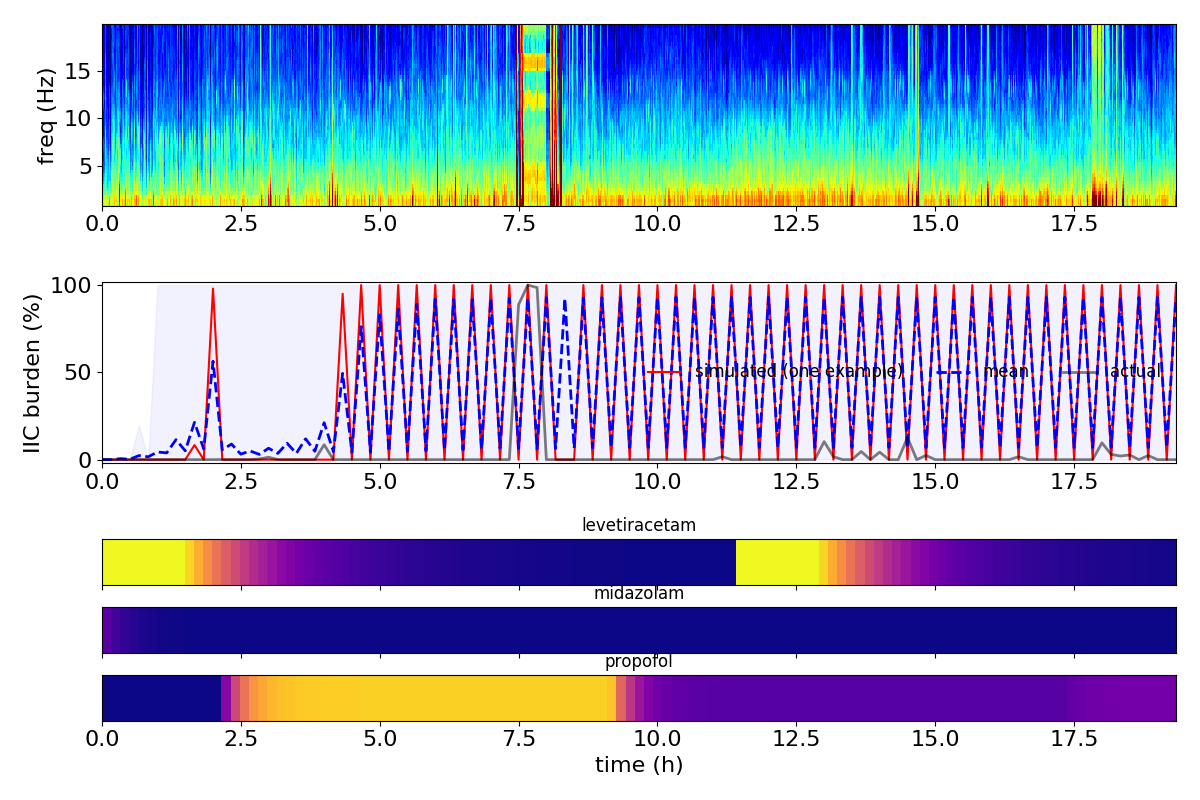 freq (Hz)
15
10
5
0.0 2.5 5.0 7.5 10.0 12.5 15.0 17.5
IIC burden (%)
100
50
0
simulated (one example) mean actual
0.0 2.5 5.0 7.5 10.0 12.5 15.0 17.5
levetiracetam
midazolam
propofol
0.0 2.5 5.0 7.5 10.0 12.5 15.0 17.5
time (h)